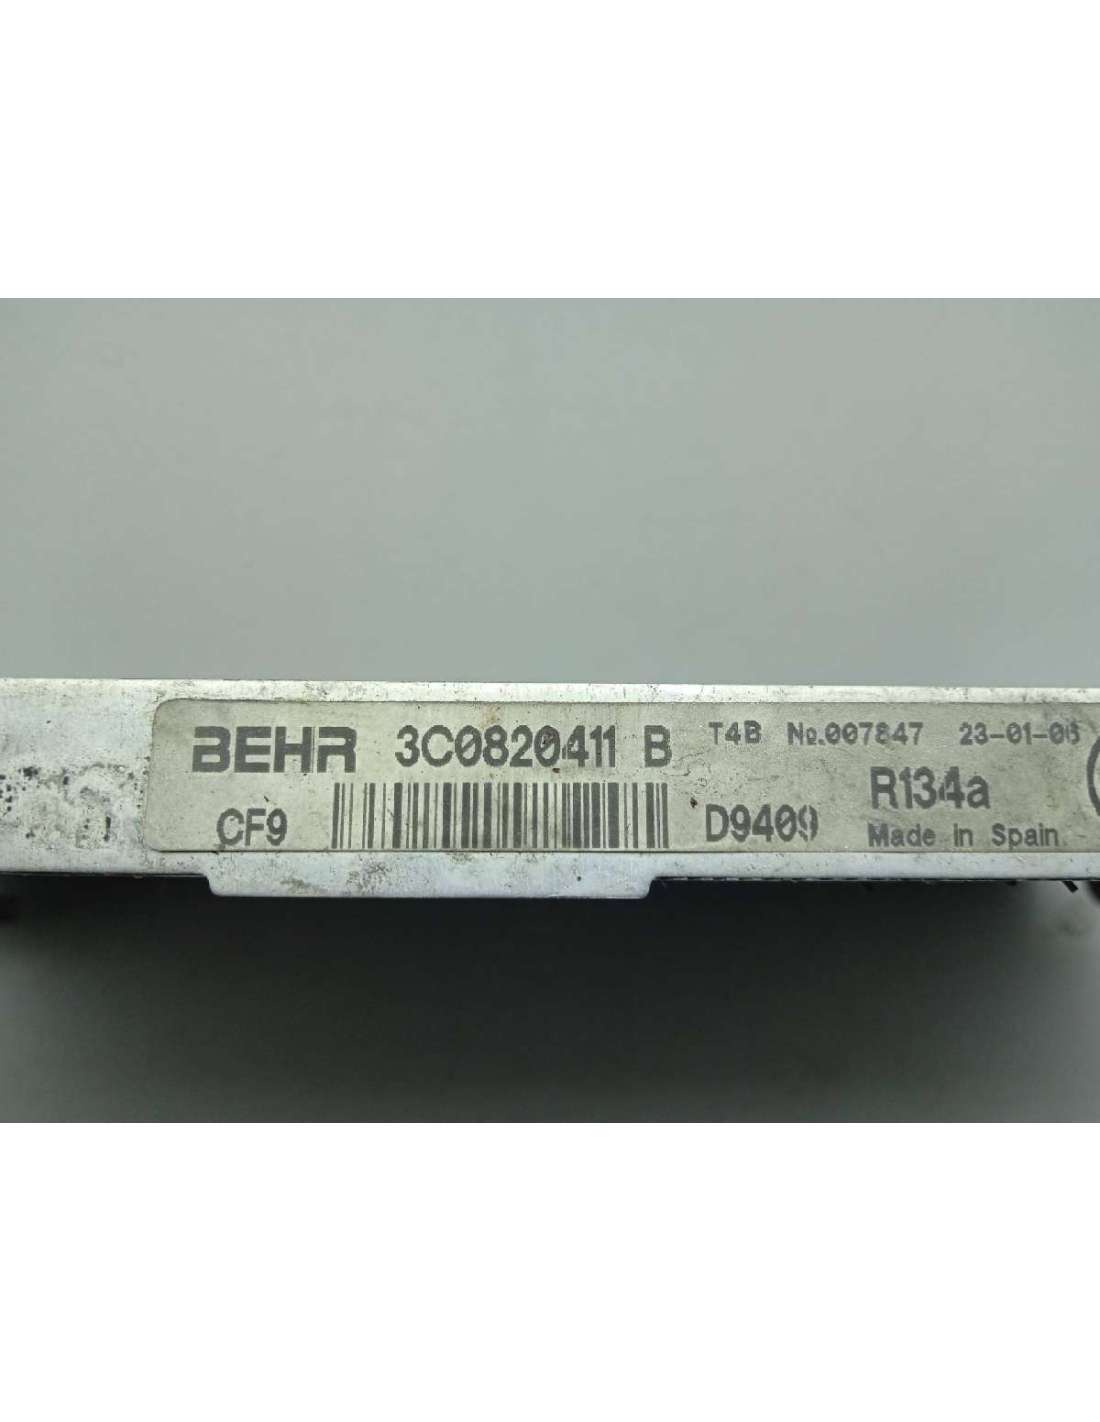 BEHR 3C0820411 B T4B No.007847 23-01-06
CF9 D9409 R134a
Made in Spain